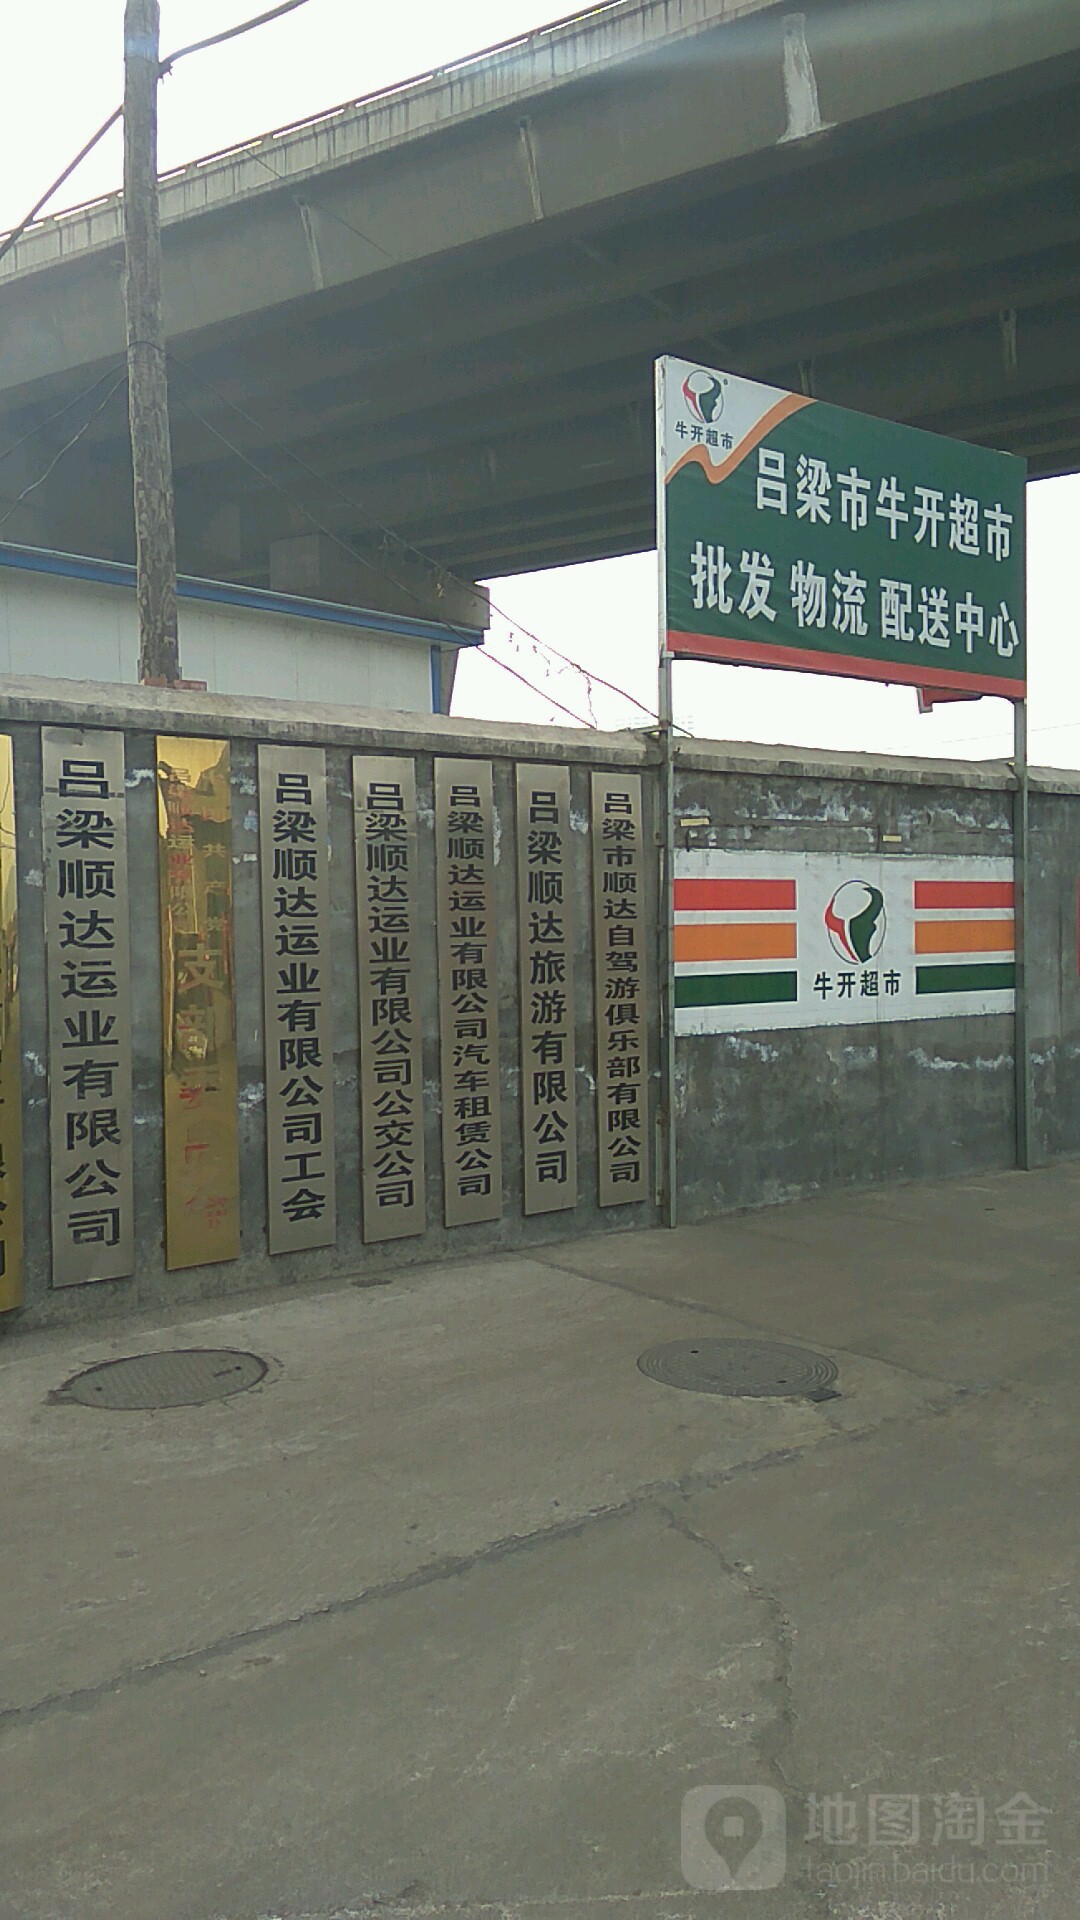 牛开超市
吕梁市牛开超市
批发 物流 配送中心
吕梁顺达运业有限公司
共产党
支部
吕梁顺达运业有限公司工会
吕梁顺达运业有限公司公交公司
吕梁顺达运业有限公司汽车租赁公司
吕梁顺达旅游有限公司
吕梁市顺达自驾游俱乐部有限公司
牛开超市
地图淘金
taojin.baidu.com